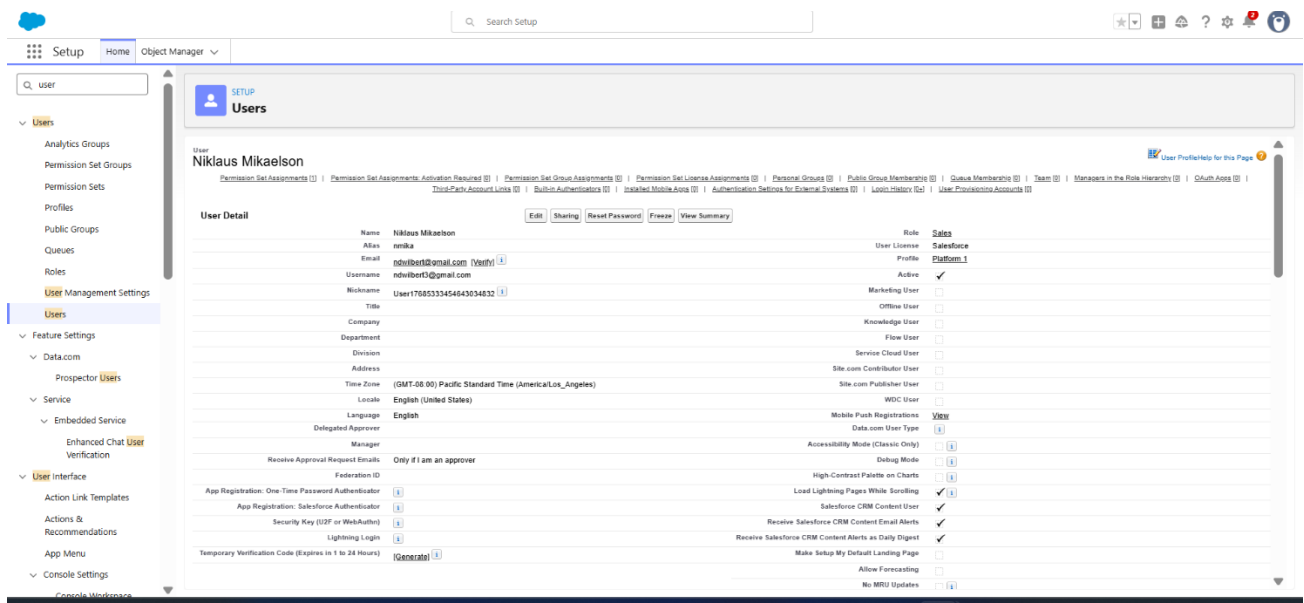 Search Setup
2
Setup
Home
Object Manager
user
Users
Analytics Groups
Permission Set Groups
Permission Sets
Profiles
Public Groups
Queues
Roles
User Management Settings
Users
Feature Settings
Data.com
Prospector Users
Service
Embedded Service
Enhanced Chat User
Verification
User Interface
Action Link Templates
Actions &
Recommendations
App Menu
Console Settings
Console Workspace
SETUP
Users
User
Niklaus Mikaelson
User Profile Help for this Page
Permission Set Assignments [1] | Permission Set Assignments: Activation Required [0] | Permission Set Group Assignments [0] | Permission Set License Assignments [0] | Personal Groups [0] | Public Group Membership [0] | Queue Membership [0] | Team [0] | Managers in the Role Hierarchy [0] | OAuth Apps [0] |
Third-Party Account Links [0] | Built-in Authenticators [0] | Installed Mobile Apps [0] | Authentication Settings for External Systems [0] | Login History [0+] | User Provisioning Accounts [0]
User Detail
Edit Sharing Reset Password Freeze View Summary
Name Niklaus Mikaelson
Alias nmika
Email ndwilbert@gmail.com [Verify] i
Username ndwilbert3@gmail.com
Nickname User17685333454643034832 i
Title
Company
Department
Division
Address
Time Zone (GMT-08:00) Pacific Standard Time (America/Los_Angeles)
Locale English (United States)
Language English
Delegated Approver
Manager
Receive Approval Request Emails Only if I am an approver
Federation ID
App Registration: One-Time Password Authenticator i
App Registration: Salesforce Authenticator i
Security Key (U2F or WebAuthn) i
Lightning Login i
Temporary Verification Code (Expires in 1 to 24 Hours) [Generate] i
Role Sales
User License Salesforce
Profile Platform 1
Active
Marketing User
Offline User
Knowledge User
Flow User
Service Cloud User
Site.com Contributor User
Site.com Publisher User
WDC User
Mobile Push Registrations View
Data.com User Type i
Accessibility Mode (Classic Only) i
Debug Mode i
High-Contrast Palette on Charts i
Load Lightning Pages While Scrolling i
Salesforce CRM Content User
Receive Salesforce CRM Content Email Alerts
Receive Salesforce CRM Content Alerts as Daily Digest
Make Setup My Default Landing Page
Allow Forecasting
No MRU Updates i